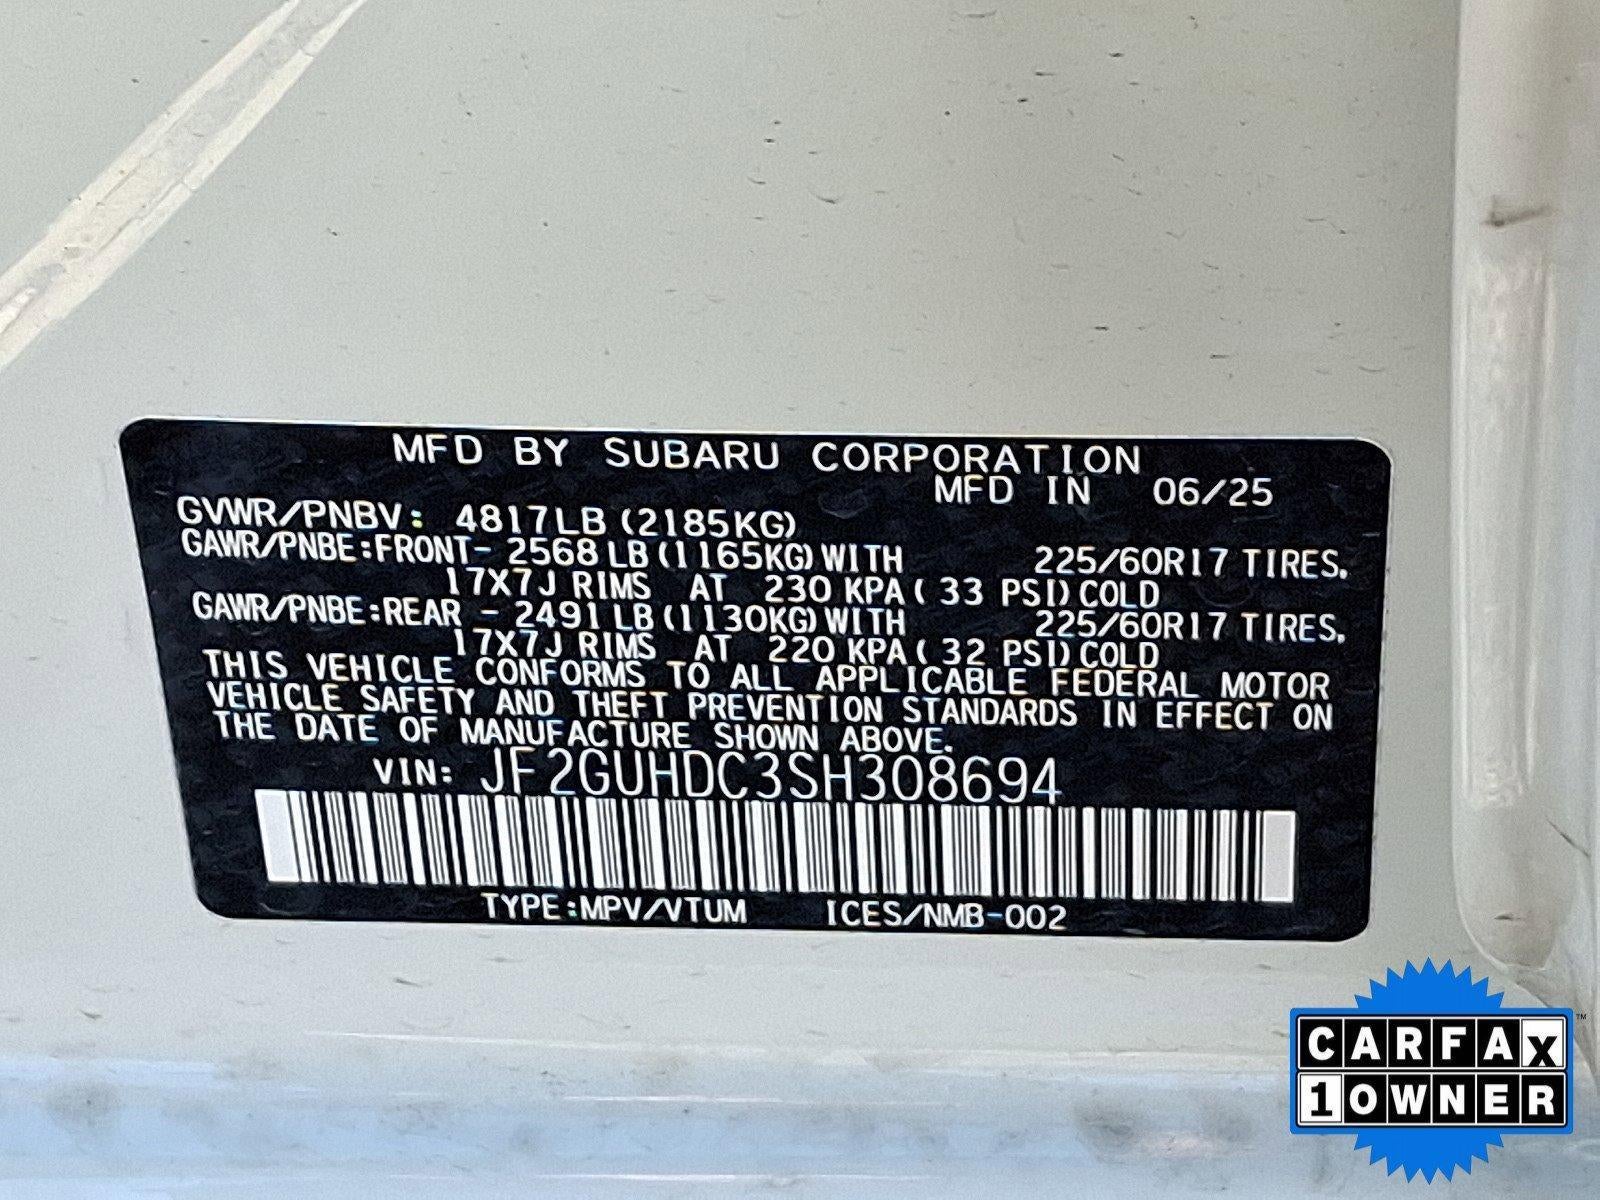 MFD BY SUBARU CORPORATION
MFD IN 06/25
GVWR/PNBV: 4817LB (2185KG)
GAWR/PNBE:FRONT- 2568 LB (1165KG) WITH 225/60R17 TIRES.
17X7J RIMS AT 230 KPA ( 33 PSI) COLD
GAWR/PNBE:REAR - 2491 LB (1130KG) WITH 225/60R17 TIRES.
17X7J RIMS AT 220 KPA ( 32 PSI) COLD
THIS VEHICLE CONFORMS TO ALL APPLICABLE FEDERAL MOTOR
VEHICLE SAFETY AND THEFT PREVENTION STANDARDS IN EFFECT ON
THE DATE OF MANUFACTURE SHOWN ABOVE.
VIN: JF2GUHDC3SH308694
TYPE:MPV/VTUM ICES/NMB-002
CARFAX™
1 OWNER